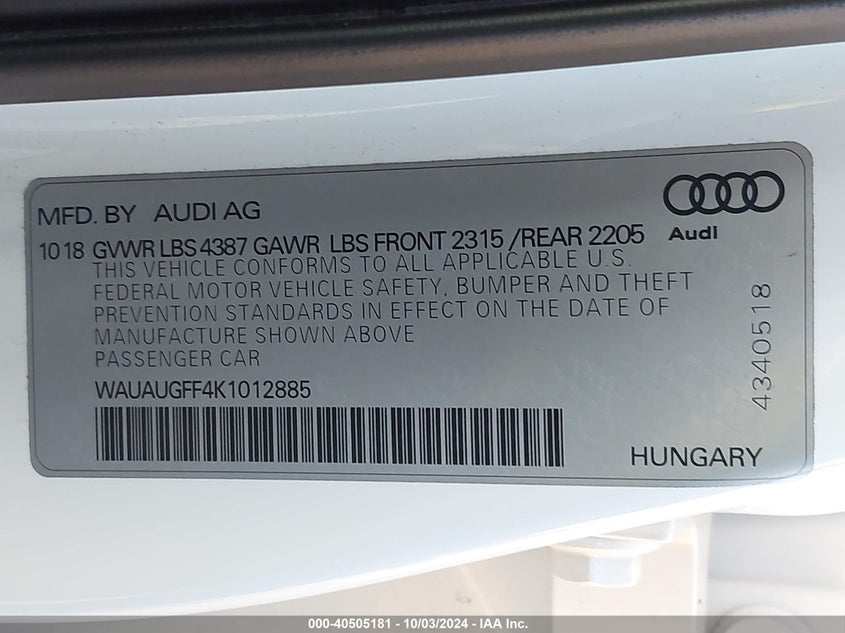 MFD. BY AUDI AG
Audi
10 18 GVWR LBS 4387 GAWR LBS FRONT 2315 /REAR 2205
THIS VEHICLE CONFORMS TO ALL APPLICABLE U.S.
FEDERAL MOTOR VEHICLE SAFETY, BUMPER AND THEFT
PREVENTION STANDARDS IN EFFECT ON THE DATE OF
MANUFACTURE SHOWN ABOVE
PASSENGER CAR
WAUAUGFF4K1012885
4340518
HUNGARY
000-40505181 - 10/03/2024 - IAA Inc.